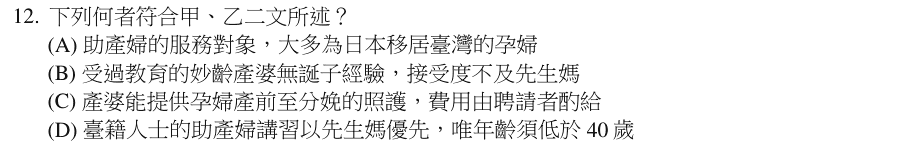 12. 下列何者符合甲、乙二文所述？
(A) 助產婦的服務對象，大多為日本移居臺灣的孕婦
(B) 受過教育的妙齡產婆無誕子經驗，接受度不及先生媽
(C) 產婆能提供孕婦產前至分娩的照護，費用由聘請者酌給
(D) 臺籍人士的助產婦講習以先生媽優先，唯年齡須低於 40 歲